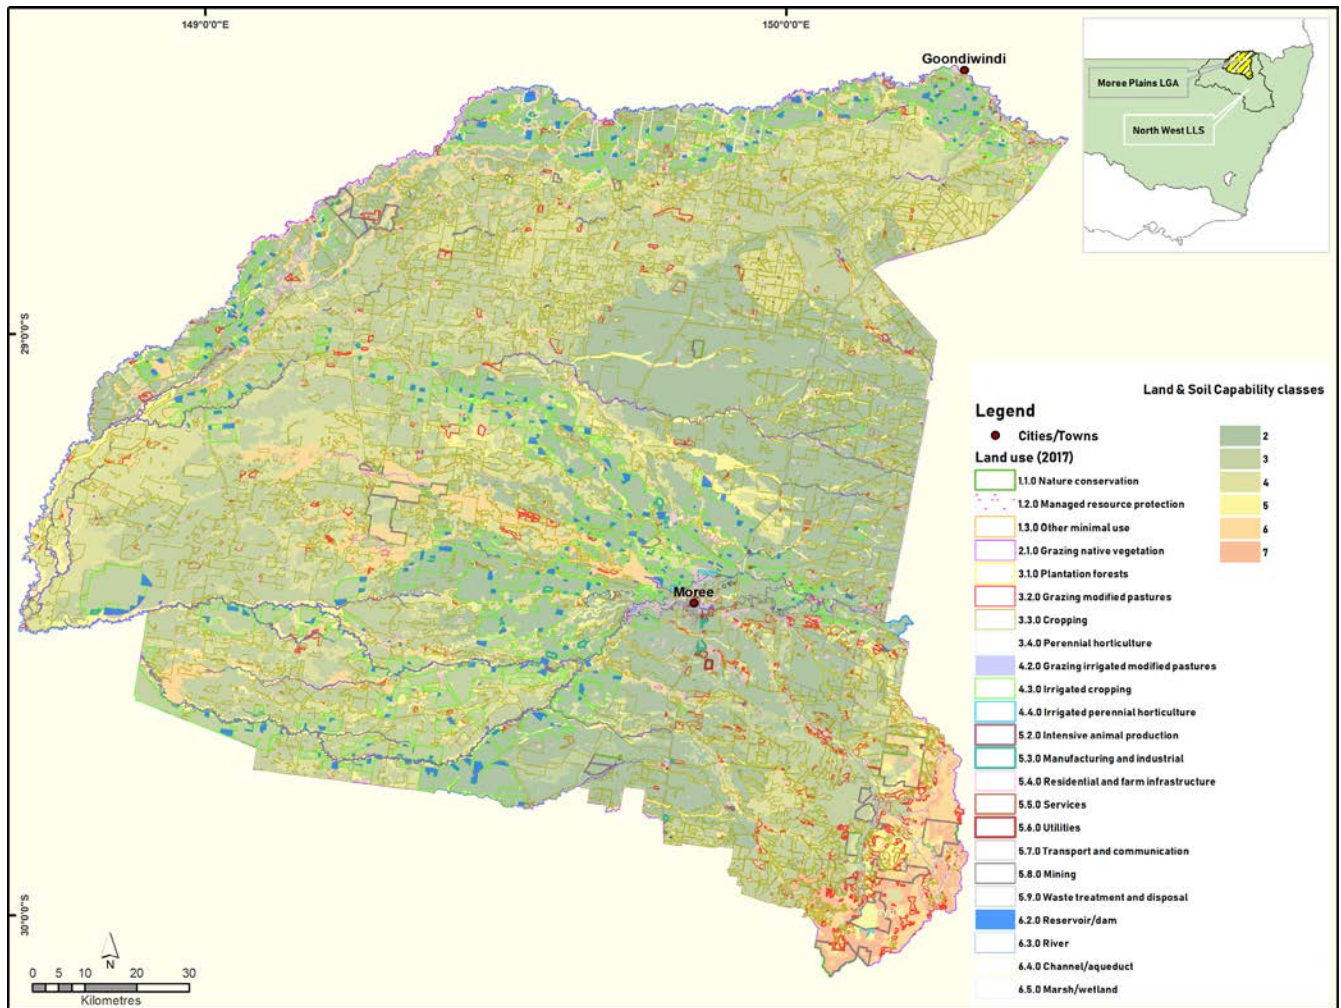 149°0'0"E
150°0'0"E
Goondiwindi
Moree Plains LGA
North West LLS
29°0'0"S
30°0'0"S
Moree
Land & Soil Capability classes
Legend
Cities/Towns
Land use (2017)
1.1.0 Nature conservation
1.2.0 Managed resource protection
1.3.0 Other minimal use
2.1.0 Grazing native vegetation
3.1.0 Plantation forests
3.2.0 Grazing modified pastures
3.3.0 Cropping
3.4.0 Perennial horticulture
4.2.0 Grazing irrigated modified pastures
4.3.0 Irrigated cropping
4.4.0 Irrigated perennial horticulture
5.2.0 Intensive animal production
5.3.0 Manufacturing and industrial
5.4.0 Residential and farm infrastructure
5.5.0 Services
5.6.0 Utilities
5.7.0 Transport and communication
5.8.0 Mining
5.9.0 Waste treatment and disposal
6.2.0 Reservoir/dam
6.3.0 River
6.4.0 Channel/aqueduct
6.5.0 Marsh/wetland
2
3
4
5
6
7
N
0 5 10 20 30
Kilometres